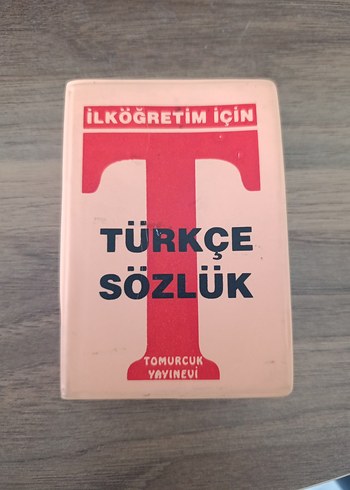 İLKÖĞRETİM İÇİN
TÜRKÇE
SÖZLÜK
TOMURCUK
YAYINEVİ